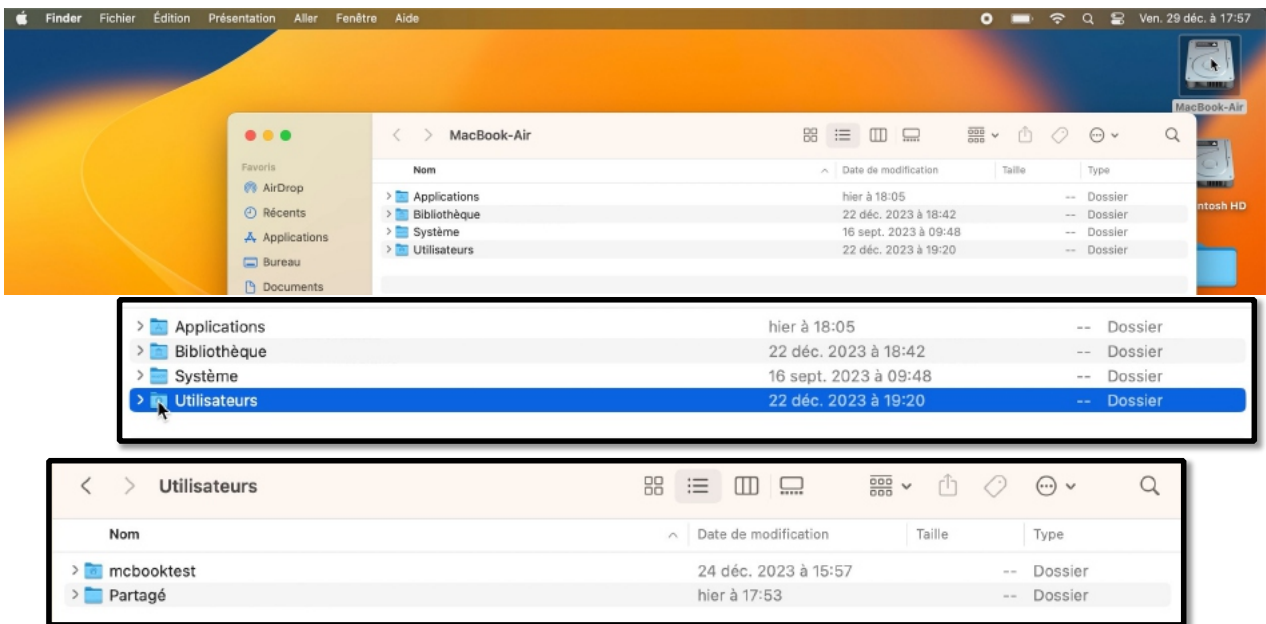 Finder Fichier Édition Présentation Aller Fenêtre Aide Ven. 29 déc. à 17:57
MacBook-Air
MacBook-Air
Favoris
AirDrop
Récents
Applications
Bureau
Documents
Nom Date de modification Taille Type
Applications hier à 18:05 -- Dossier
Bibliothèque 22 déc. 2023 à 18:42 -- Dossier
Système 16 sept. 2023 à 09:48 -- Dossier
Utilisateurs 22 déc. 2023 à 19:20 -- Dossier
ntosh HD
Applications hier à 18:05 -- Dossier
Bibliothèque 22 déc. 2023 à 18:42 -- Dossier
Système 16 sept. 2023 à 09:48 -- Dossier
Utilisateurs 22 déc. 2023 à 19:20 -- Dossier
Utilisateurs
Nom Date de modification Taille Type
mcbooktest 24 déc. 2023 à 15:57 -- Dossier
Partagé hier à 17:53 -- Dossier